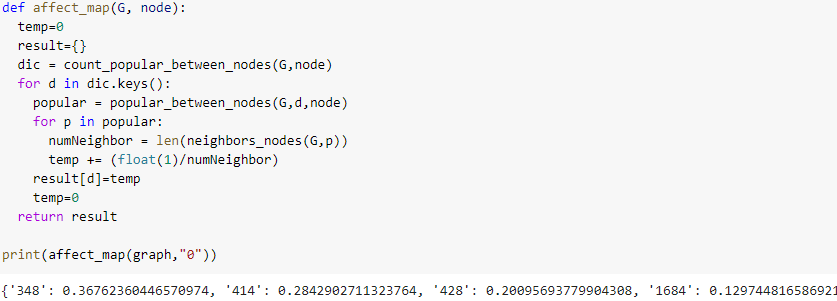 def affect_map(G, node):
  temp=0
  result={}
  dic = count_popular_between_nodes(G,node)
  for d in dic.keys():
    popular = popular_between_nodes(G,d,node)
    for p in popular:
      numNeighbor = len(neighbors_nodes(G,p))
      temp += (float(1)/numNeighbor)
    result[d]=temp
    temp=0
  return result
print(affect_map(graph,"0"))
{'348': 0.36762360446570974, '414': 0.2842902711323764, '428': 0.20095693779904308, '1684': 0.12974481658692